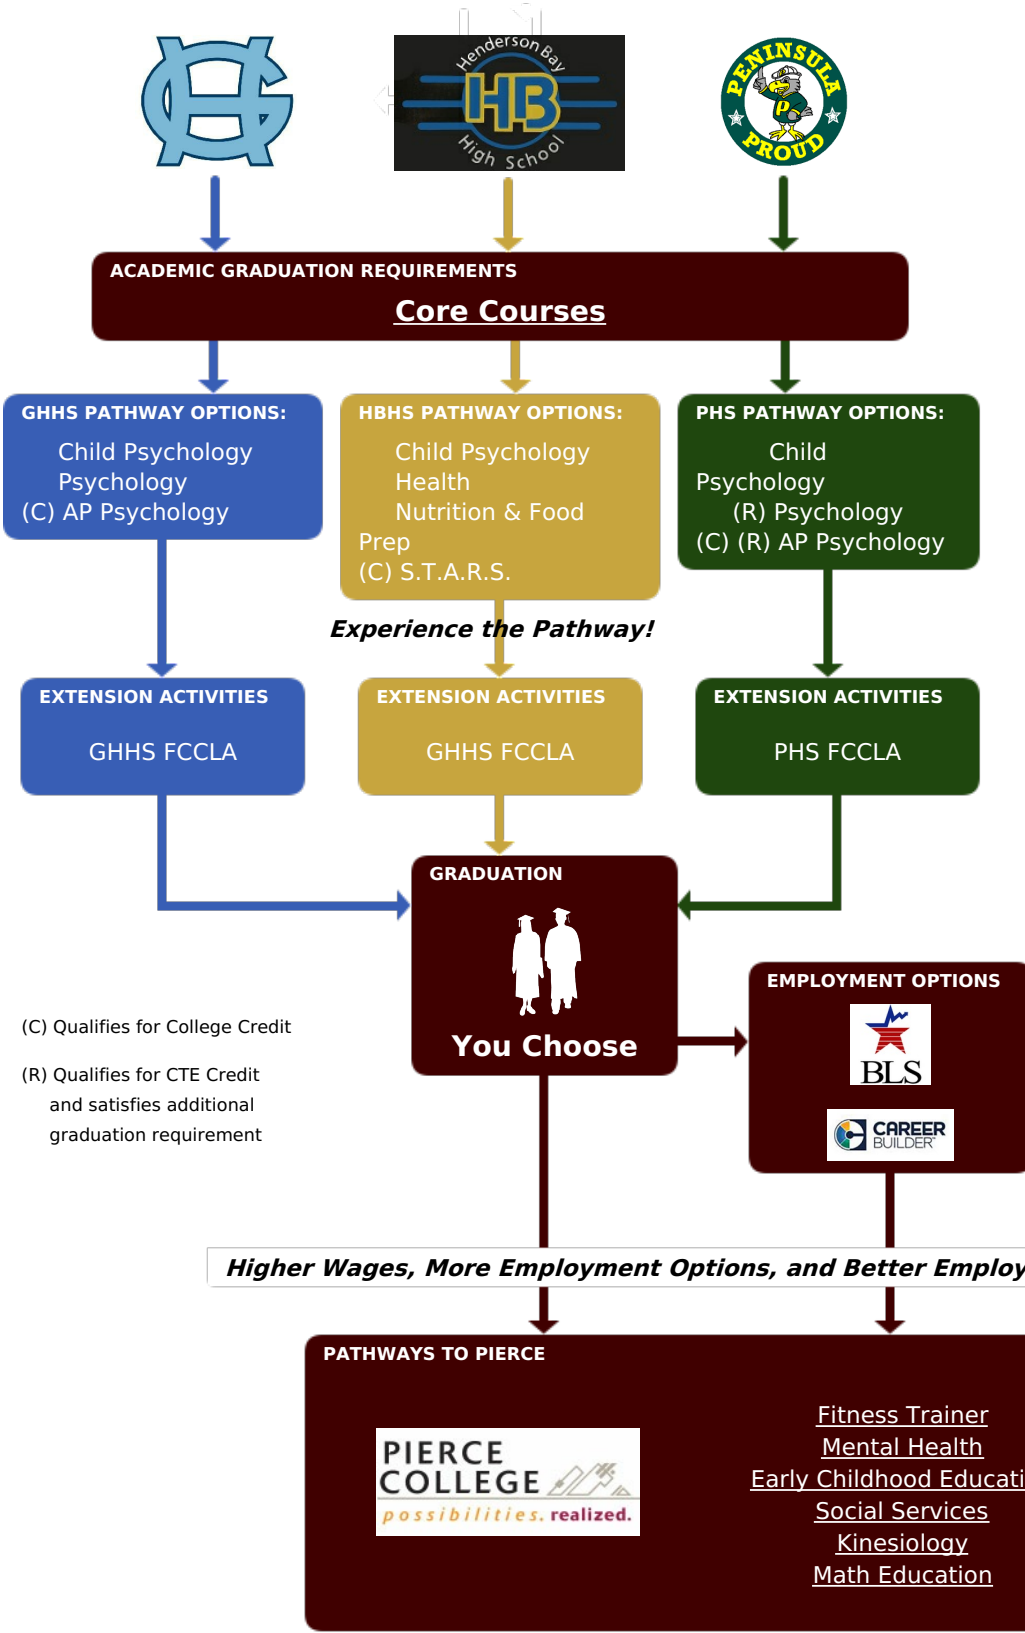 GH
Henderson Bay
HB
High School
PENINSULA
P
PROUD
ACADEMIC GRADUATION REQUIREMENTS
Core Courses
GHHS PATHWAY OPTIONS:
Child Psychology
Psychology
(C) AP Psychology
HBHS PATHWAY OPTIONS:
Child Psychology
Health
Nutrition & Food
Prep
(C) S.T.A.R.S.
PHS PATHWAY OPTIONS:
Child
Psychology
(R) Psychology
(C) (R) AP Psychology
Experience the Pathway!
EXTENSION ACTIVITIES
GHHS FCCLA
EXTENSION ACTIVITIES
GHHS FCCLA
EXTENSION ACTIVITIES
PHS FCCLA
GRADUATION
You Choose
EMPLOYMENT OPTIONS
BLS
CAREER
BUILDER
(C) Qualifies for College Credit
(R) Qualifies for CTE Credit
and satisfies additional
graduation requirement
Higher Wages, More Employment Options, and Better Employ
PATHWAYS TO PIERCE
PIERCE
COLLEGE
possibilities. realized.
Fitness Trainer
Mental Health
Early Childhood Educati
Social Services
Kinesiology
Math Education